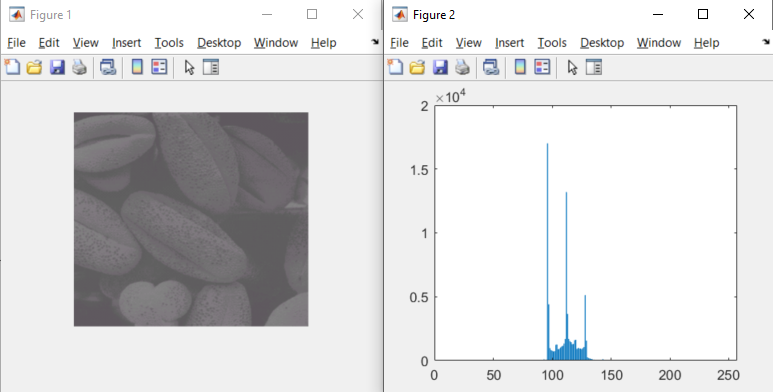 Figure 1
File Edit View Insert Tools Desktop Window Help
Figure 2
File Edit View Insert Tools Desktop Window Help
×10⁴
2
1.5
1
0.5
0
0 50 100 150 200 250